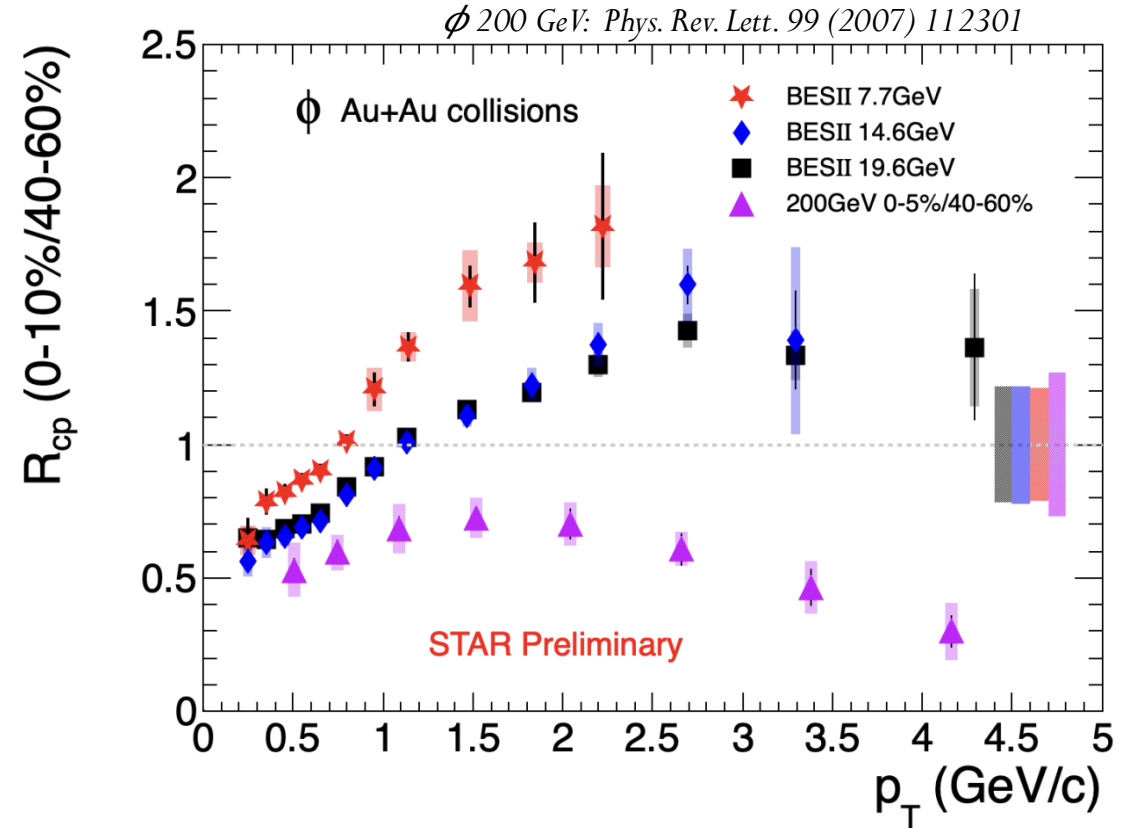 ϕ 200 GeV: Phys. Rev. Lett. 99 (2007) 112301
R_cp (0-10%/40-60%)
2.5
2
1.5
1
0.5
0
ϕ Au+Au collisions
BESII 7.7GeV
BESII 14.6GeV
BESII 19.6GeV
200GeV 0-5%/40-60%
STAR Preliminary
0 0.5 1 1.5 2 2.5 3 3.5 4 4.5 5
p_T (GeV/c)